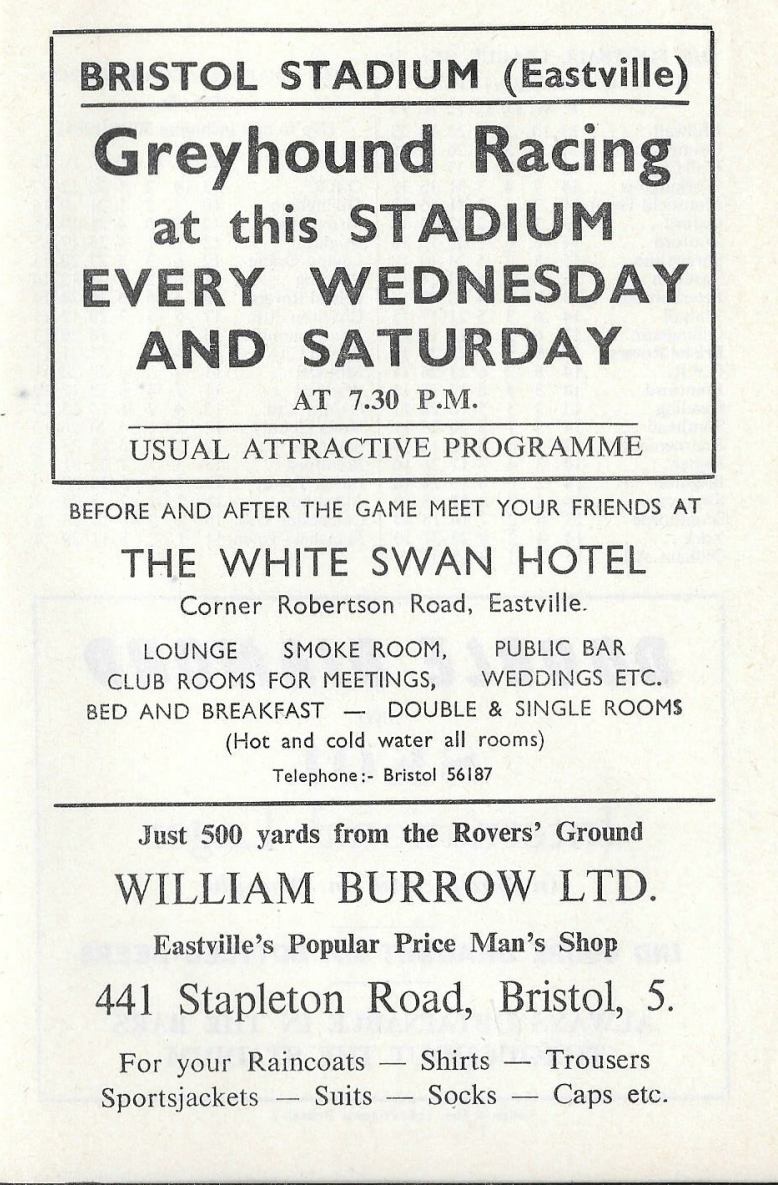 BRISTOL STADIUM (Eastville)
Greyhound Racing
at this STADIUM
EVERY WEDNESDAY
AND SATURDAY
AT 7.30 P.M.
USUAL ATTRACTIVE PROGRAMME
BEFORE AND AFTER THE GAME MEET YOUR FRIENDS AT
THE WHITE SWAN HOTEL
Corner Robertson Road, Eastville.
LOUNGE SMOKE ROOM, PUBLIC BAR
CLUB ROOMS FOR MEETINGS, WEDDINGS ETC.
BED AND BREAKFAST — DOUBLE & SINGLE ROOMS
(Hot and cold water all rooms)
Telephone:- Bristol 56187
Just 500 yards from the Rovers' Ground
WILLIAM BURROW LTD.
Eastville's Popular Price Man's Shop
441 Stapleton Road, Bristol, 5.
For your Raincoats — Shirts — Trousers
Sportsjackets — Suits — Socks — Caps etc.